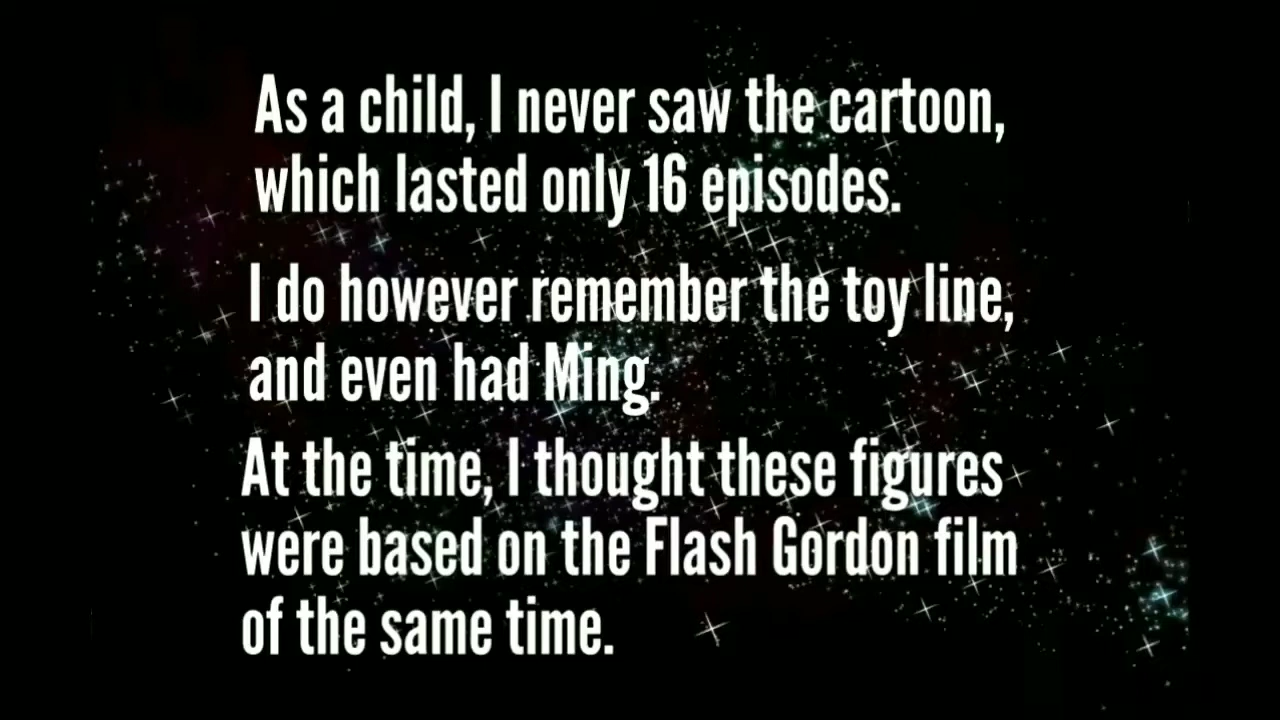 As a child, I never saw the cartoon,
which lasted only 16 episodes.
I do however remember the toy line,
and even had Ming.
At the time, I thought these figures
were based on the Flash Gordon film
of the same time.